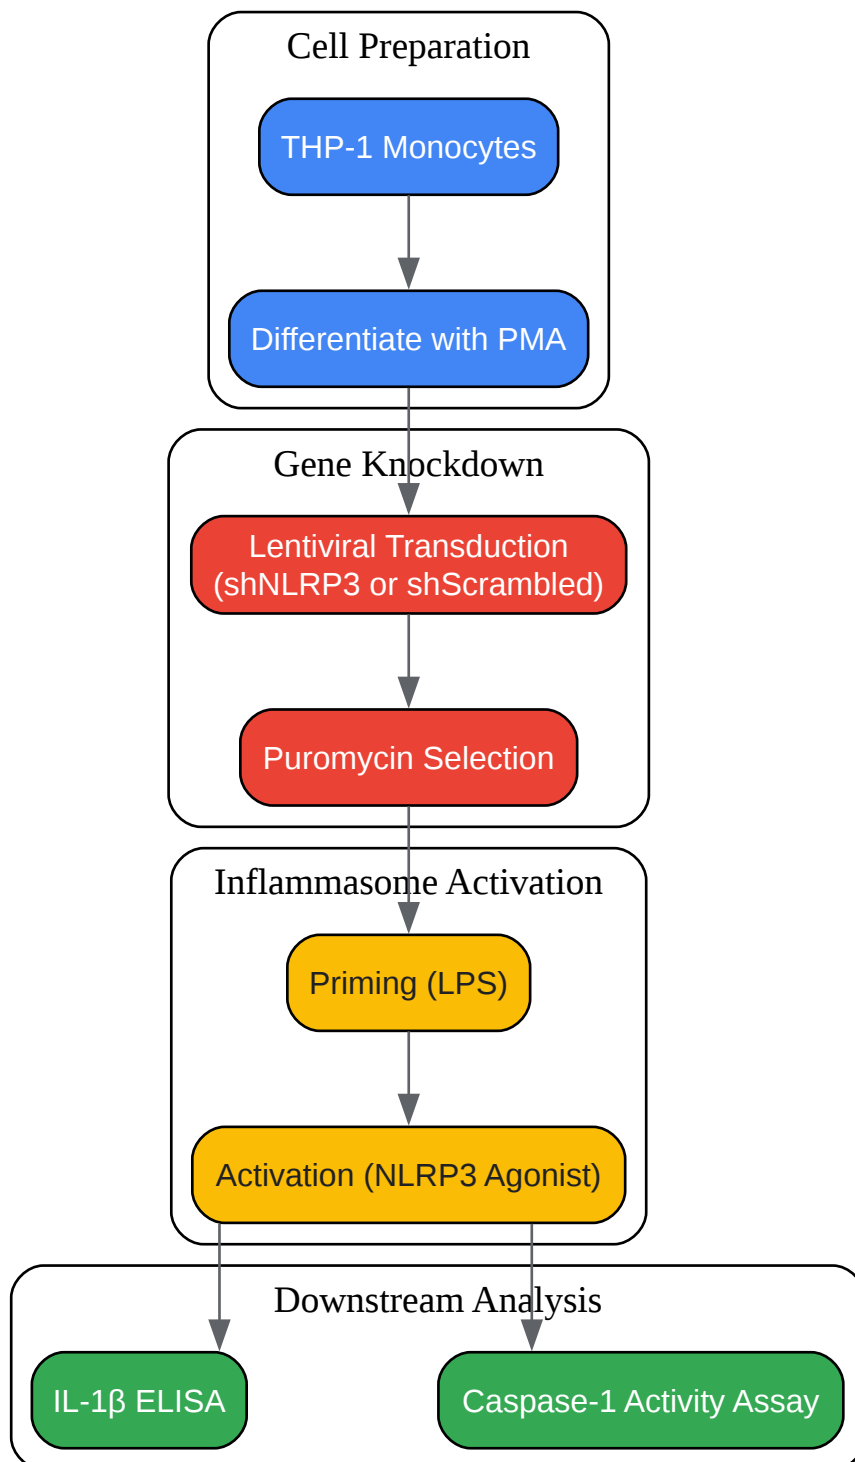 Cell Preparation
THP-1 Monocytes
Differentiate with PMA
Gene Knockdown
Lentiviral Transduction
(shNLRP3 or shScrambled)
Puromycin Selection
Inflammasome Activation
Priming (LPS)
Activation (NLRP3 Agonist)
Downstream Analysis
IL-1β ELISA
Caspase-1 Activity Assay